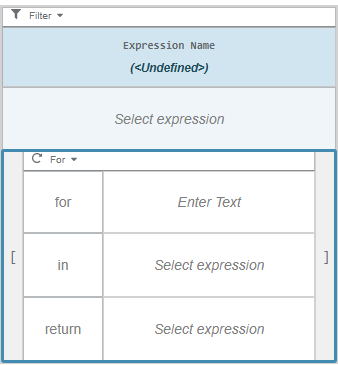 Filter
Expression Name
(<Undefined>)
Select expression
For
for
Enter Text
[
in
Select expression
]
return
Select expression